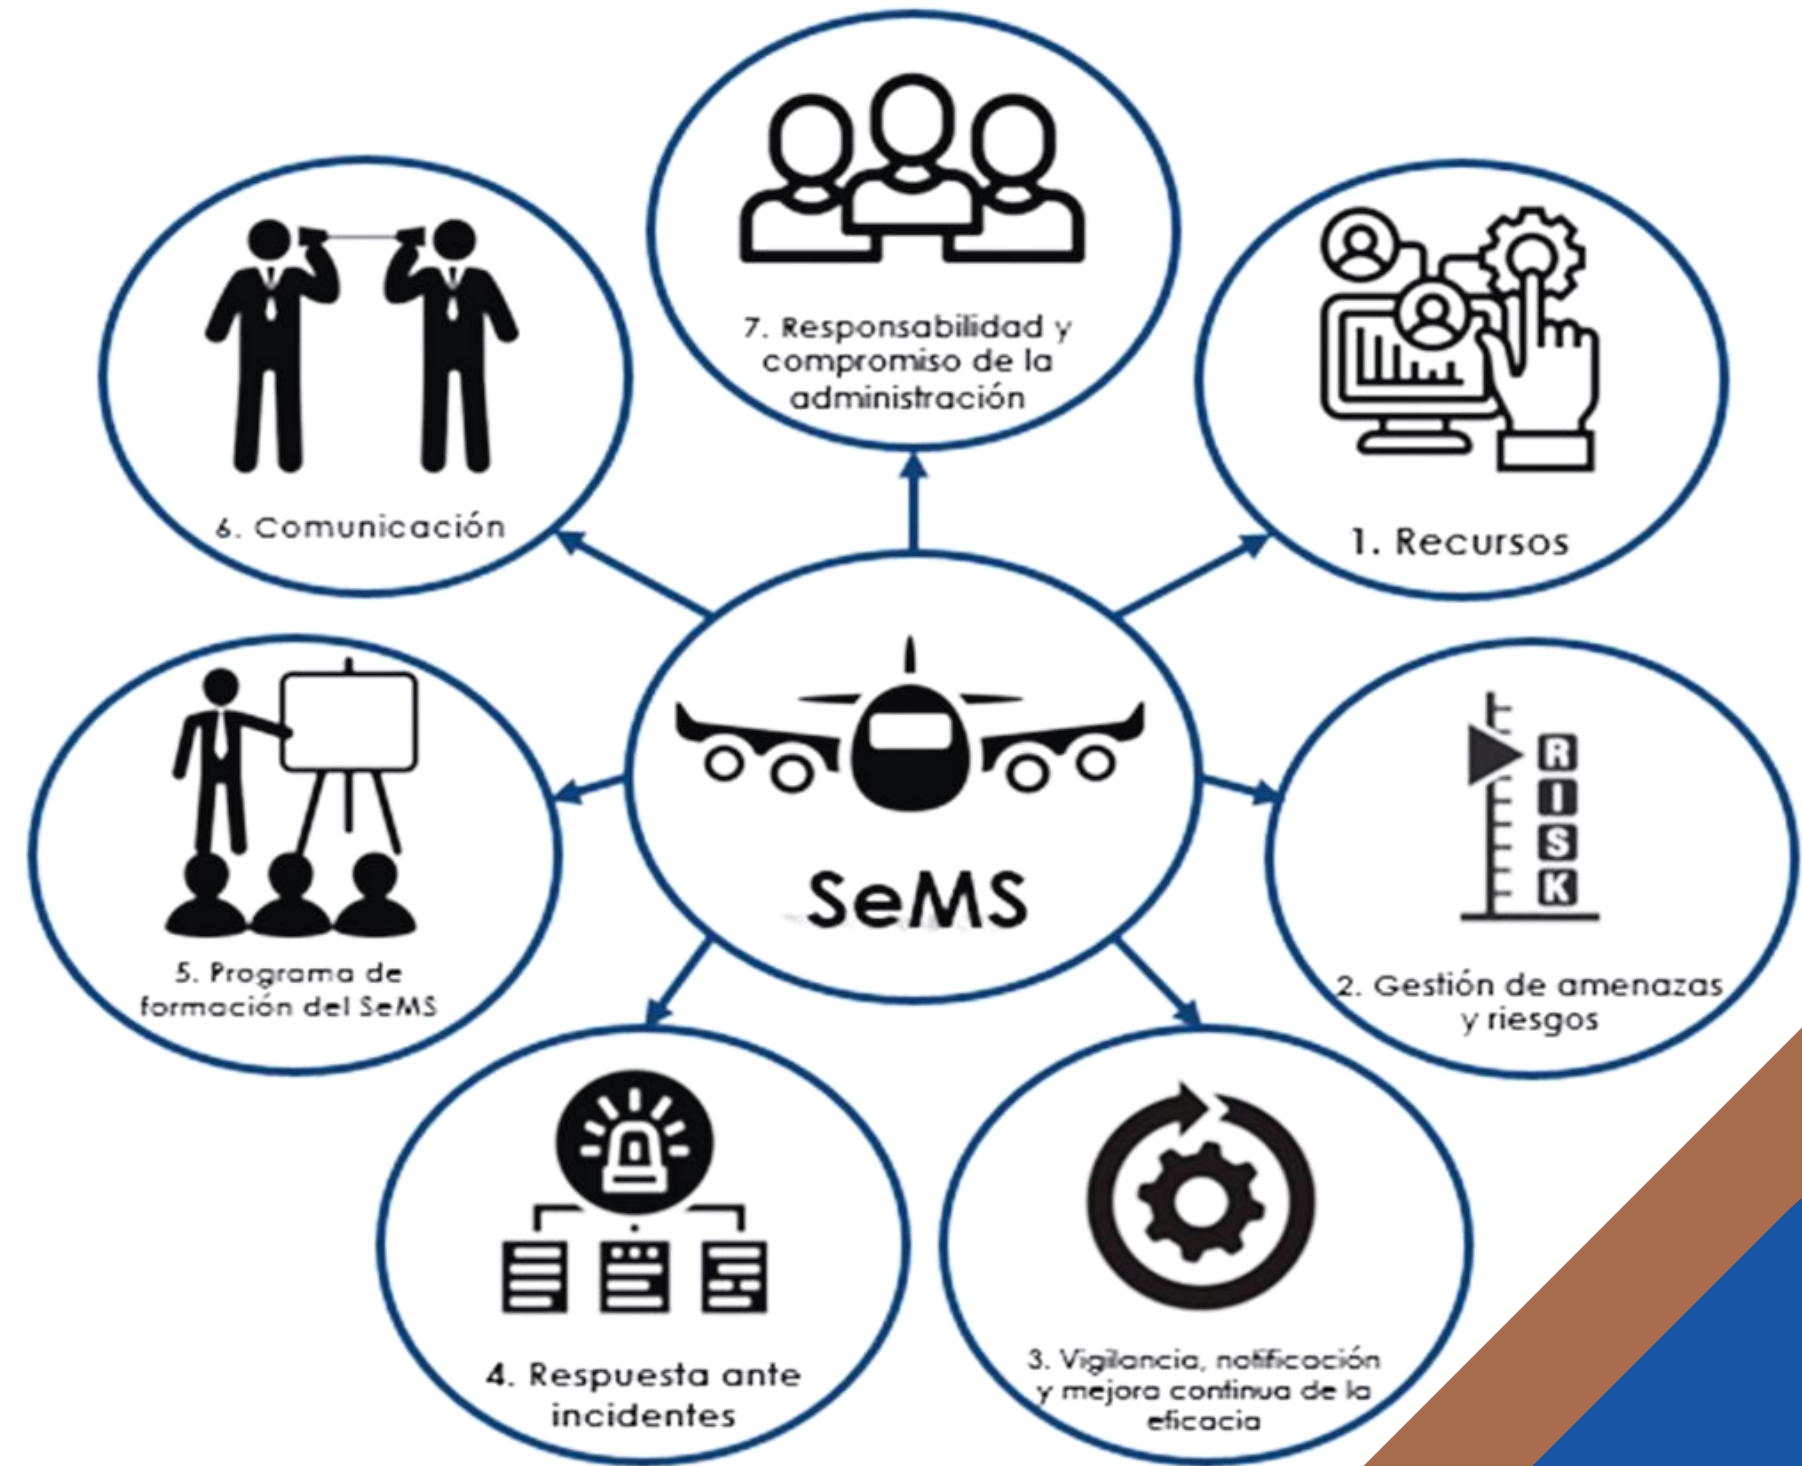 7. Responsabilidad y
compromiso de la
administración
1. Recursos
6. Comunicación
SeMS
R
I
S
K
2. Gestión de amenazas
y riesgos
5. Programa de
formación del SeMS
3. Vigilancia, notificación
y mejora continua de la
eficacia
4. Respuesta ante
incidentes